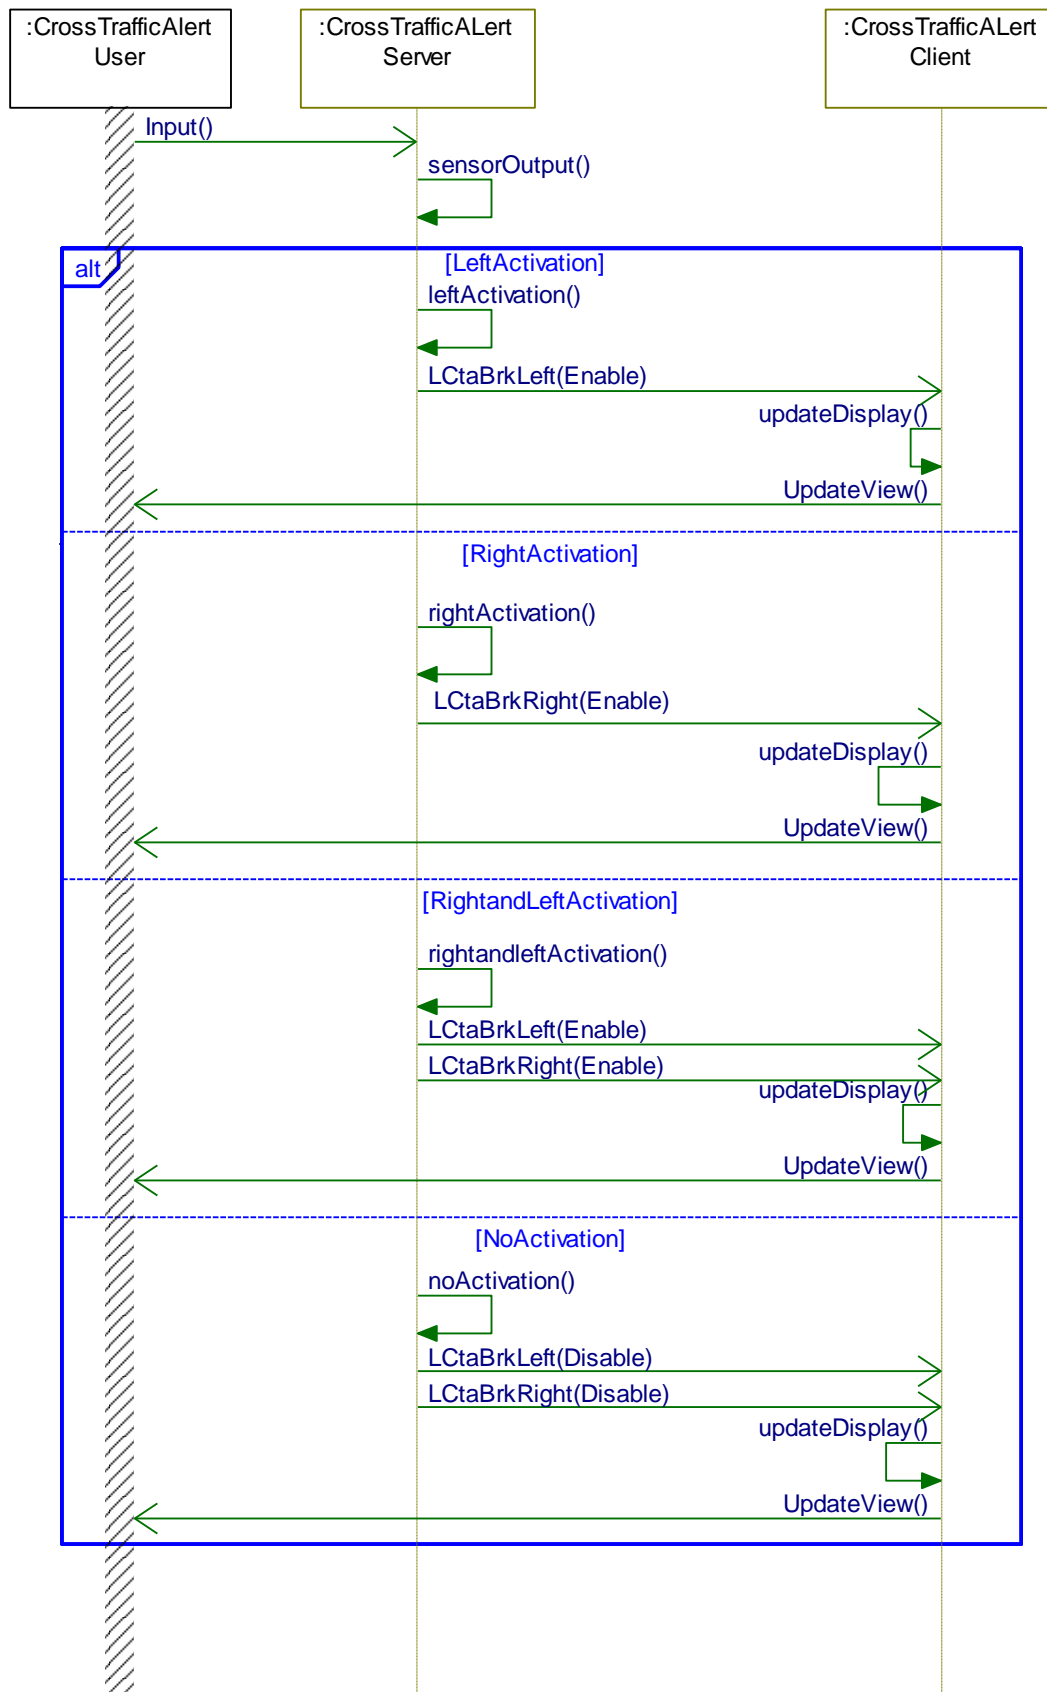 :CrossTrafficAlert
User
:CrossTrafficALert
Server
:CrossTrafficALert
Client
Input()
sensorOutput()
alt
[LeftActivation]
leftActivation()
LCtaBrkLeft(Enable)
updateDisplay()
UpdateView()
[RightActivation]
rightActivation()
LCtaBrkRight(Enable)
updateDisplay()
UpdateView()
[RightandLeftActivation]
rightandleftActivation()
LCtaBrkLeft(Enable)
LCtaBrkRight(Enable)
updateDisplay()
UpdateView()
[NoActivation]
noActivation()
LCtaBrkLeft(Disable)
LCtaBrkRight(Disable)
updateDisplay()
UpdateView()